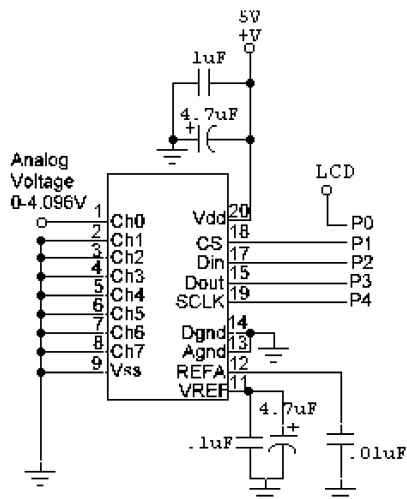 5V
+V
1uF
4.7uF
+
Analog
Voltage
0-4.096V
LCD
1 Ch0
2 Ch1
3 Ch2
4 Ch3
5 Ch4
6 Ch5
7 Ch6
8 Ch7
9 Vss
Vdd 20
CS 18
Din 17
Dout 15
SCLK 19
Dgnd 14
Agnd 13
REFA 12
VREF 11
P0
P1
P2
P3
P4
4.7uF
+
.1uF
.01uF